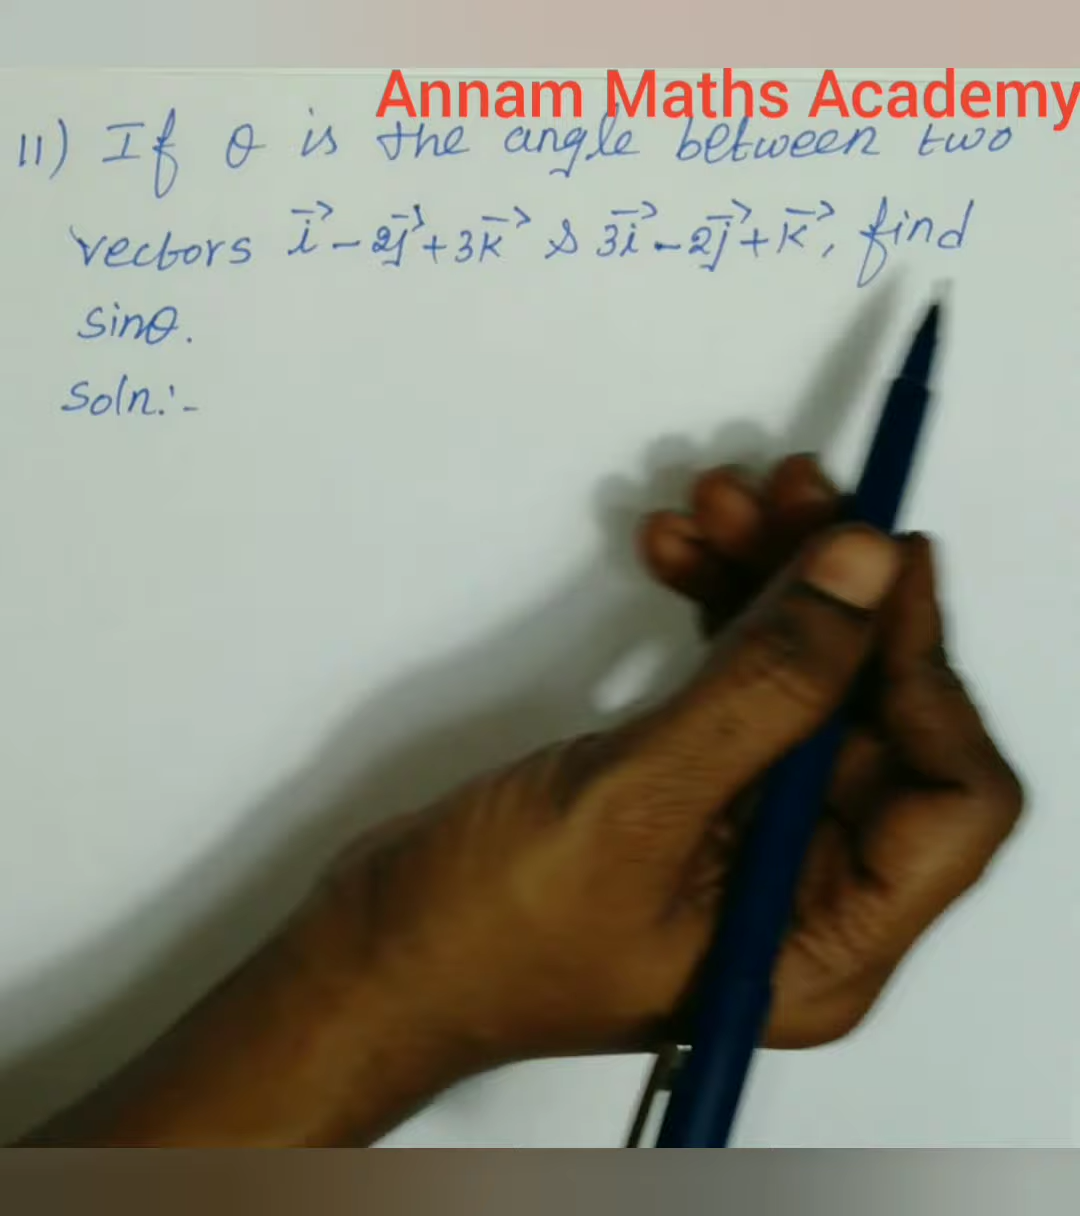 Annam Maths Academy
11) If θ is the angle between two
vectors i⃗ - 2j⃗ + 3k⃗ & 3i⃗ - 2j⃗ + k⃗, find
sinθ.
Soln:-